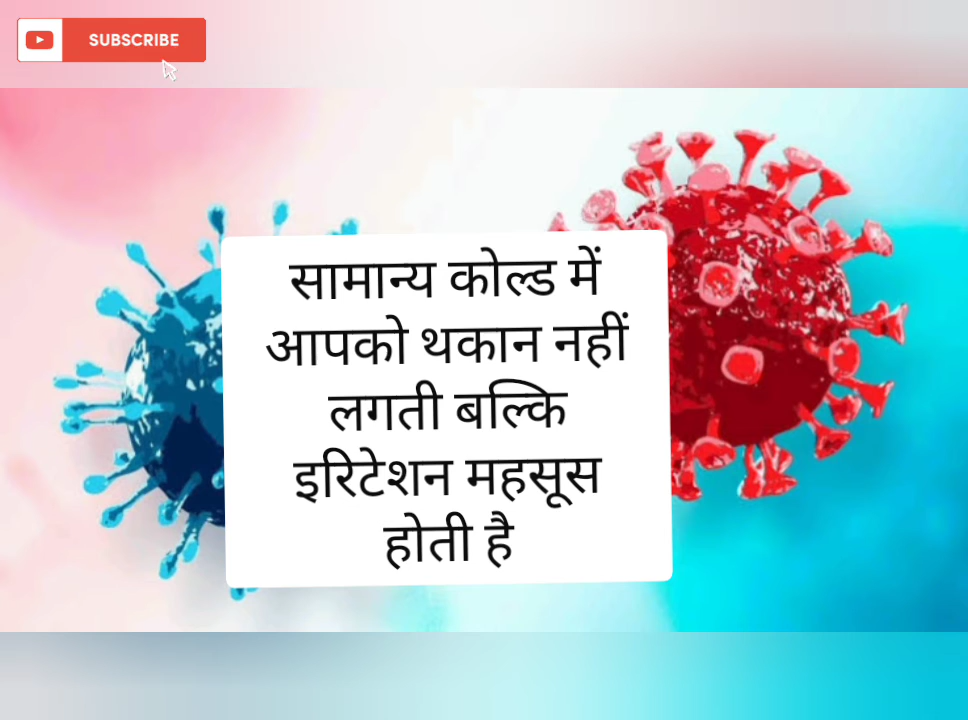 SUBSCRIBE
सामान्य कोल्ड में
आपको थकान नहीं
लगती बल्कि
इरिटेशन महसूस
होती है